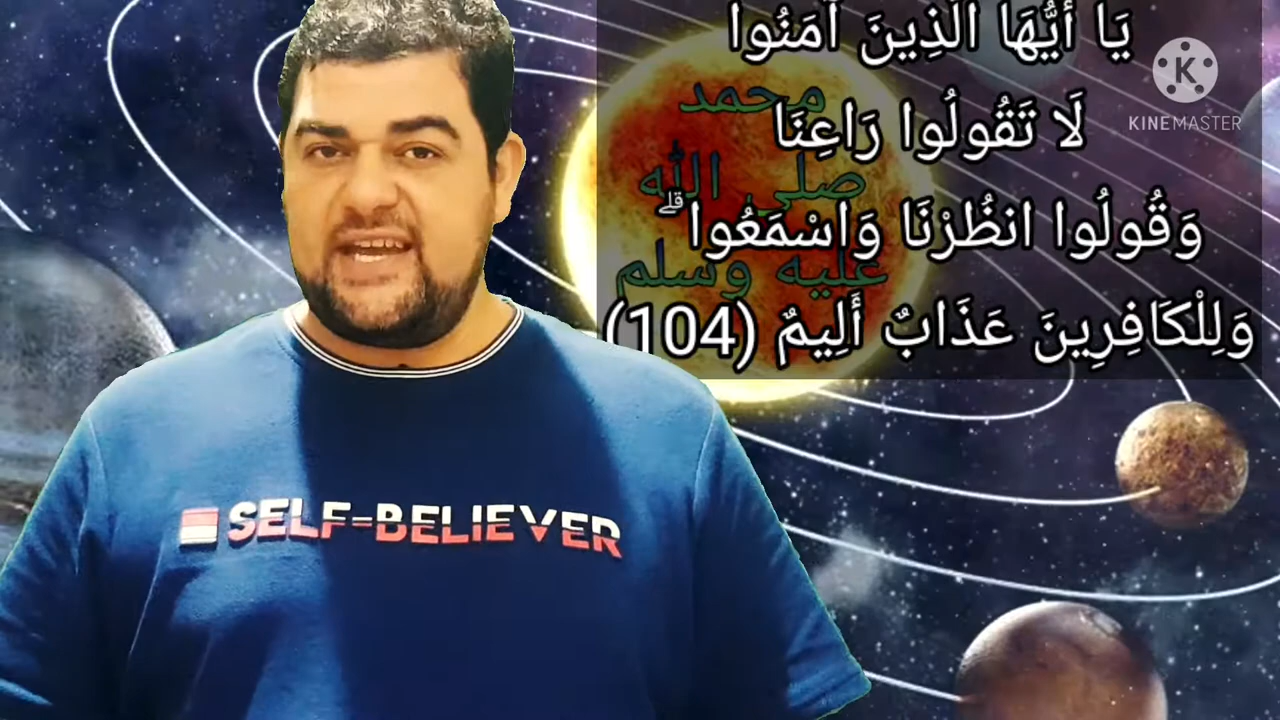 يَا أَيُّهَا الَّذِينَ آمَنُوا
لَا تَقُولُوا رَاعِنَا
وَقُولُوا انظُرْنَا وَاسْمَعُوا ۗ
وَلِلْكَافِرِينَ عَذَابٌ أَلِيمٌ (104)
محمد
صلى الله
عليه وسلم
KINEMASTER
SELF-BELIEVER